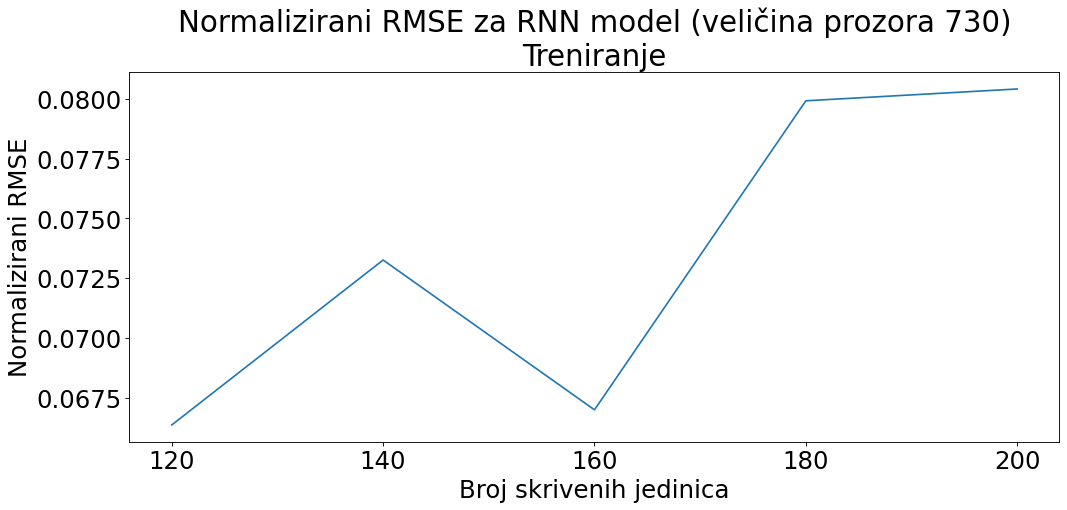 Normalizirani RMSE za RNN model (veličina prozora 730)
Treniranje
0.0800
0.0775
0.0750
0.0725
0.0700
0.0675
Normalizirani RMSE
120 140 160 180 200
Broj skrivenih jedinica